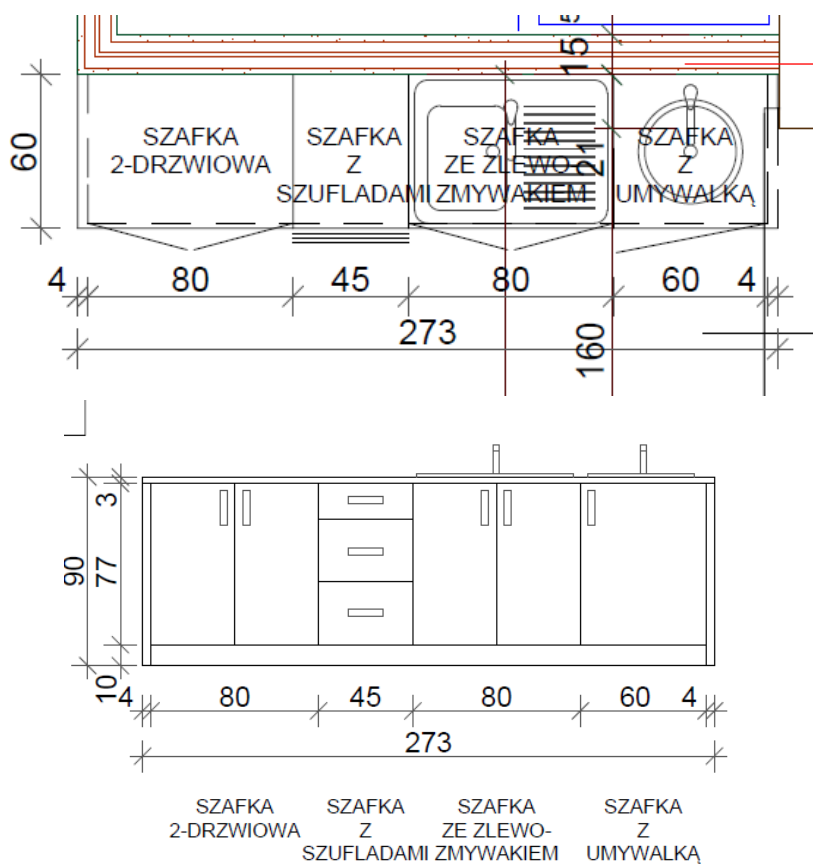 5
15
60
SZAFKA
2-DRZWIOWA
SZAFKA
Z
SZUFLADAMI
SZAFKA
ZE ZLEWO-
ZMYWAKIEM
21
SZAFKA
Z
UMYWALKĄ
4 80 45 80 60 4
273
160
3
90
77
10
4 80 45 80 60 4
273
SZAFKA
2-DRZWIOWA
SZAFKA
Z
SZUFLADAMI
SZAFKA
ZE ZLEWO-
ZMYWAKIEM
SZAFKA
Z
UMYWALKĄ